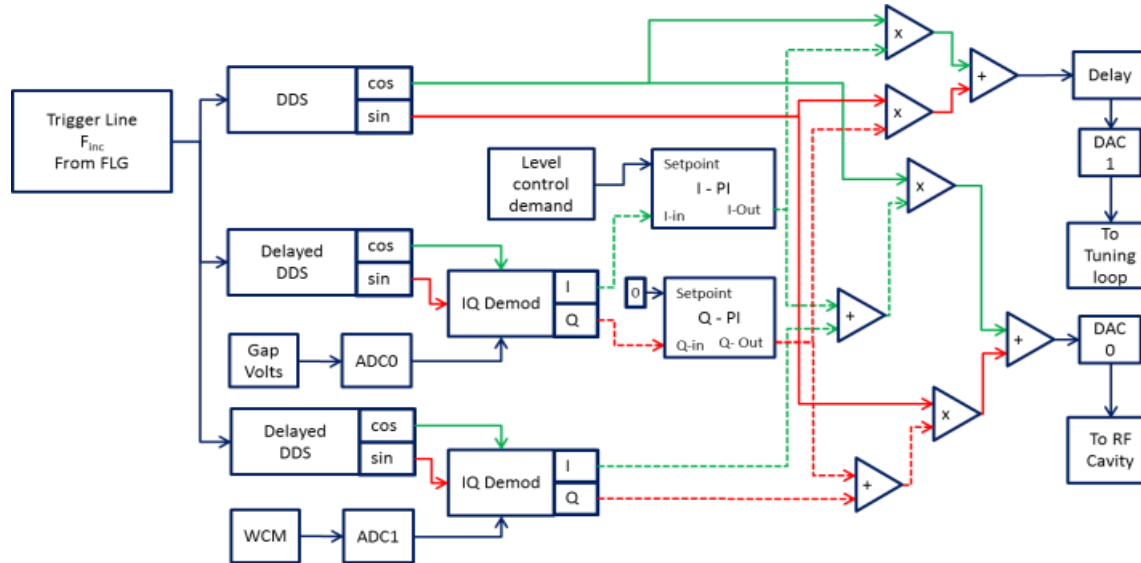 Trigger Line
Finc
From FLG
DDS
cos
sin
Delayed
DDS
cos
sin
Gap
Volts
ADC0
IQ Demod
I
Q
Delayed
DDS
cos
sin
WCM
ADC1
IQ Demod
I
Q
Level
control
demand
Setpoint
I - PI
I-in I-Out
0
Setpoint
Q - PI
Q-in Q- Out
x
x
+
x
+
x
+
+
Delay
DAC
1
To
Tuning
loop
DAC
0
To RF
Cavity